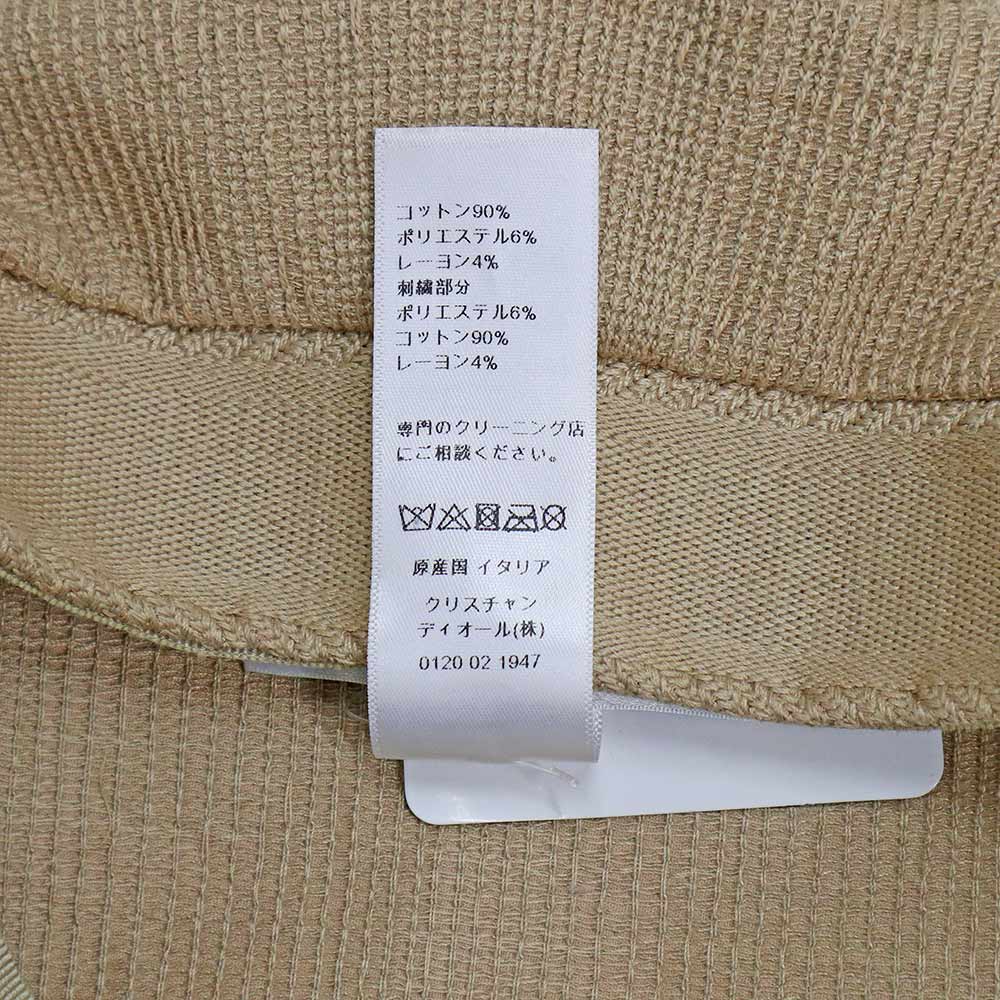 コットン90%
ポリエステル6%
レーヨン4%
刺繍部分
ポリエステル6%
コットン90%
レーヨン4%
専門のクリーニング店
にご相談ください。
原産国 イタリア
クリスチャン
ディオール(株)
0120 02 1947